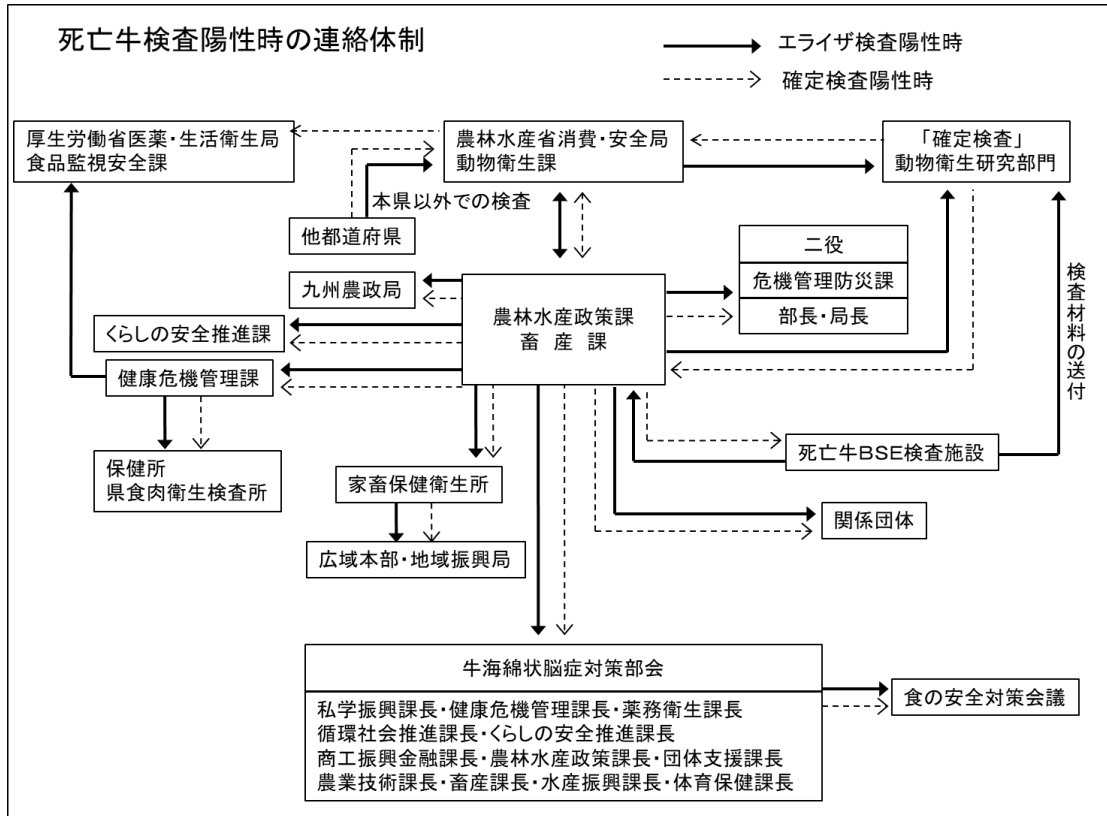 死亡牛検査陽性時の連絡体制
エライザ検査陽性時
確定検査陽性時
厚生労働省医薬・生活衛生局
食品監視安全課
農林水産省消費・安全局
動物衛生課
「確定検査」
動物衛生研究部門
本県以外での検査
他都道府県
二役
危機管理防災課
部長・局長
検査材料の送付
九州農政局
農林水産政策課
畜産課
くらしの安全推進課
健康危機管理課
保健所
県食肉衛生検査所
死亡牛BSE検査施設
家畜保健衛生所
関係団体
広域本部・地域振興局
牛海綿状脳症対策部会
私学振興課長・健康危機管理課長・薬務衛生課長
循環社会推進課長・くらしの安全推進課長
商工振興金融課長・農林水産政策課長・団体支援課長
農業技術課長・畜産課長・水産振興課長・体育保健課長
食の安全対策会議